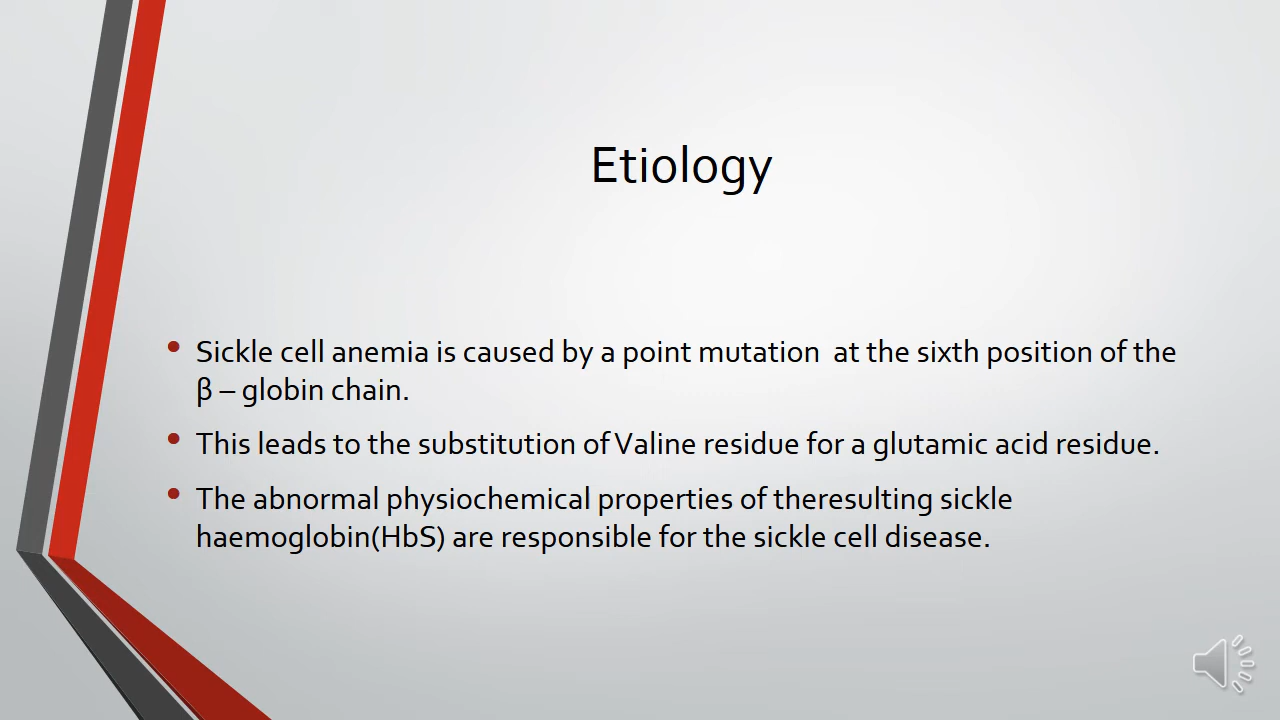 Etiology
• Sickle cell anemia is caused by a point mutation  at the sixth position of the
β – globin chain.
• This leads to the substitution of Valine residue for a glutamic acid residue.
• The abnormal physiochemical properties of theresulting sickle
haemoglobin(HbS) are responsible for the sickle cell disease.